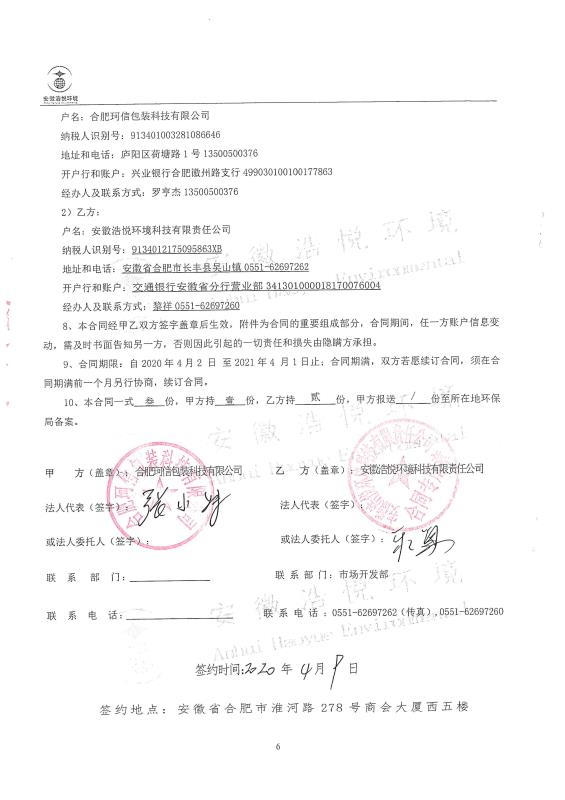 安徽浩悦环境
户名：合肥珂信包装科技有限公司
纳税人识别号：913401003281086646
地址和电话：庐阳区荷塘路 1 号 13500500376
开户行和账户：兴业银行合肥徽州路支行 499030100100177863
经办人及联系方式：罗亨杰 13500500376
2）乙方：
户名：安徽浩悦环境科技有限责任公司
纳税人识别号：9134012175095863XB
地址和电话：安徽省合肥市长丰县吴山镇 0551-62697262
开户行和账户：交通银行安徽省分行营业部 341301000018170076004
经办人及联系方式：黎祥 0551-62697260
8、本合同经甲乙双方签字盖章后生效，附件为合同的重要组成部分，合同期间，任一方账户信息变
动，需及时书面告知另一方，否则因此引起的一切责任和损失由隐瞒方承担。
9、合同期限：自 2020 年 4 月 2 日 至 2021 年 4 月 1 日止；合同期满，双方若愿续订合同，须在合
同期满前一个月另行协商，续订合同。
10、本合同一式 叁 份，甲方持 壹 份，乙方持 贰 份，甲方报送 / 份至所在地环保
局备案。
甲 方（盖章）：合肥珂信包装科技有限公司 乙 方（盖章）：安徽浩悦环境科技有限责任公司
法人代表（签字）： 法人代表（签字）：
或法人委托人（签字）： 或法人委托人（签字）：
联 系 部 门： 联 系 部 门：市场开发部
联 系 电 话： 联 系 电 话：0551-62697262（传真），0551-62697260
安徽浩悦环境
Anhui Haoyue Environmental
签约时间：2020 年 4 月 9 日
签约地点：安徽省合肥市淮河路 278 号商会大厦西五楼
6